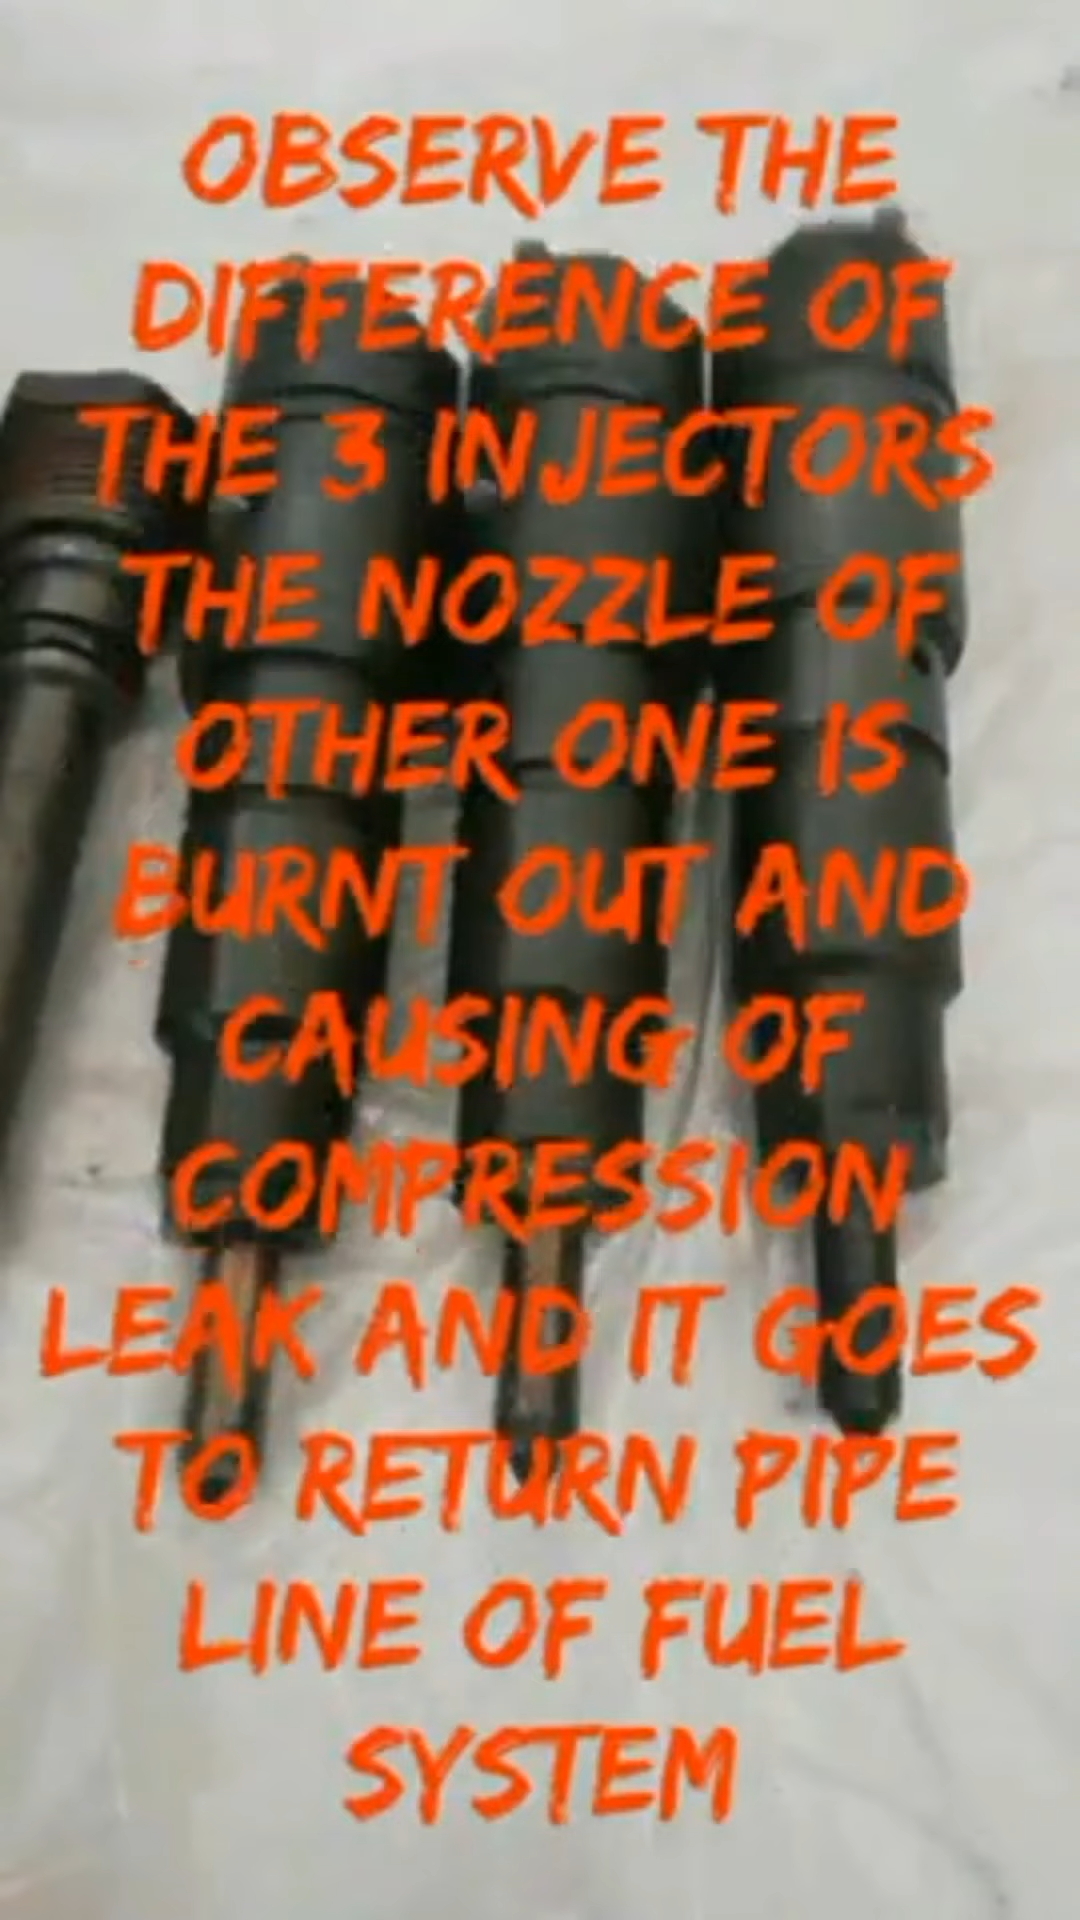 OBSERVE THE
DIFFERENCE OF
THE 3 INJECTORS
THE NOZZLE OF
OTHER ONE IS
BURNT OUT AND
CAUSING OF
COMPRESSION
LEAK AND IT GOES
TO RETURN PIPE
LINE OF FUEL
SYSTEM